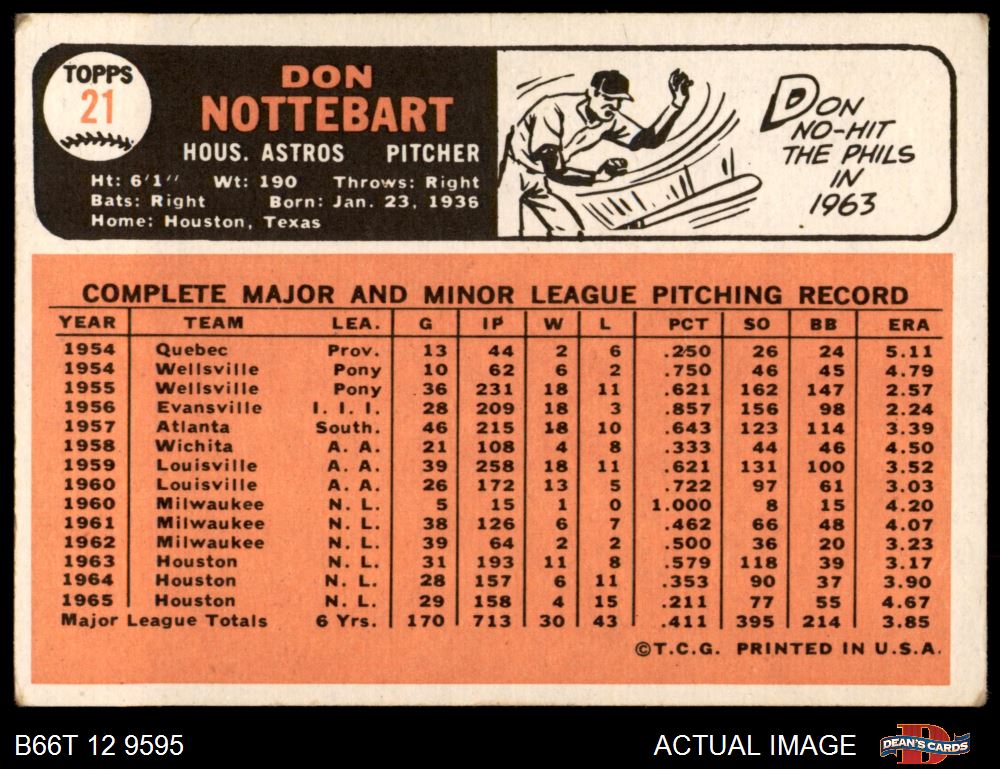 TOPPS
21
DON
NOTTEBART
HOUS. ASTROS PITCHER
Ht: 6'1" Wt: 190 Throws: Right
Bats: Right Born: Jan. 23, 1936
Home: Houston, Texas
DON
NO-HIT
THE PHILS
IN
1963
COMPLETE MAJOR AND MINOR LEAGUE PITCHING RECORD
YEAR TEAM LEA. G IP W L PCT SO BB ERA
1954 Quebec Prov. 13 44 2 6 .250 26 24 5.11
1954 Wellsville Pony 10 62 6 2 .750 46 45 4.79
1955 Wellsville Pony 36 231 18 11 .621 162 147 2.57
1956 Evansville I. I. I. 28 209 18 3 .857 156 98 2.24
1957 Atlanta South. 46 215 18 10 .643 123 114 3.39
1958 Wichita A. A. 21 108 4 8 .333 44 46 4.50
1959 Louisville A. A. 39 258 18 11 .621 131 100 3.52
1960 Louisville A. A. 26 172 13 5 .722 97 61 3.03
1960 Milwaukee N. L. 5 15 1 0 1.000 8 15 4.20
1961 Milwaukee N. L. 38 126 6 7 .462 66 48 4.07
1962 Milwaukee N. L. 39 64 2 2 .500 36 20 3.23
1963 Houston N. L. 31 193 11 8 .579 118 39 3.17
1964 Houston N. L. 28 157 6 11 .353 90 37 3.90
1965 Houston N. L. 29 158 4 15 .211 77 55 4.67
Major League Totals 6 Yrs. 170 713 30 43 .411 395 214 3.85
©T.C.G. PRINTED IN U.S.A.
B66T 12 9595
ACTUAL IMAGE
DEAN'S CARDS